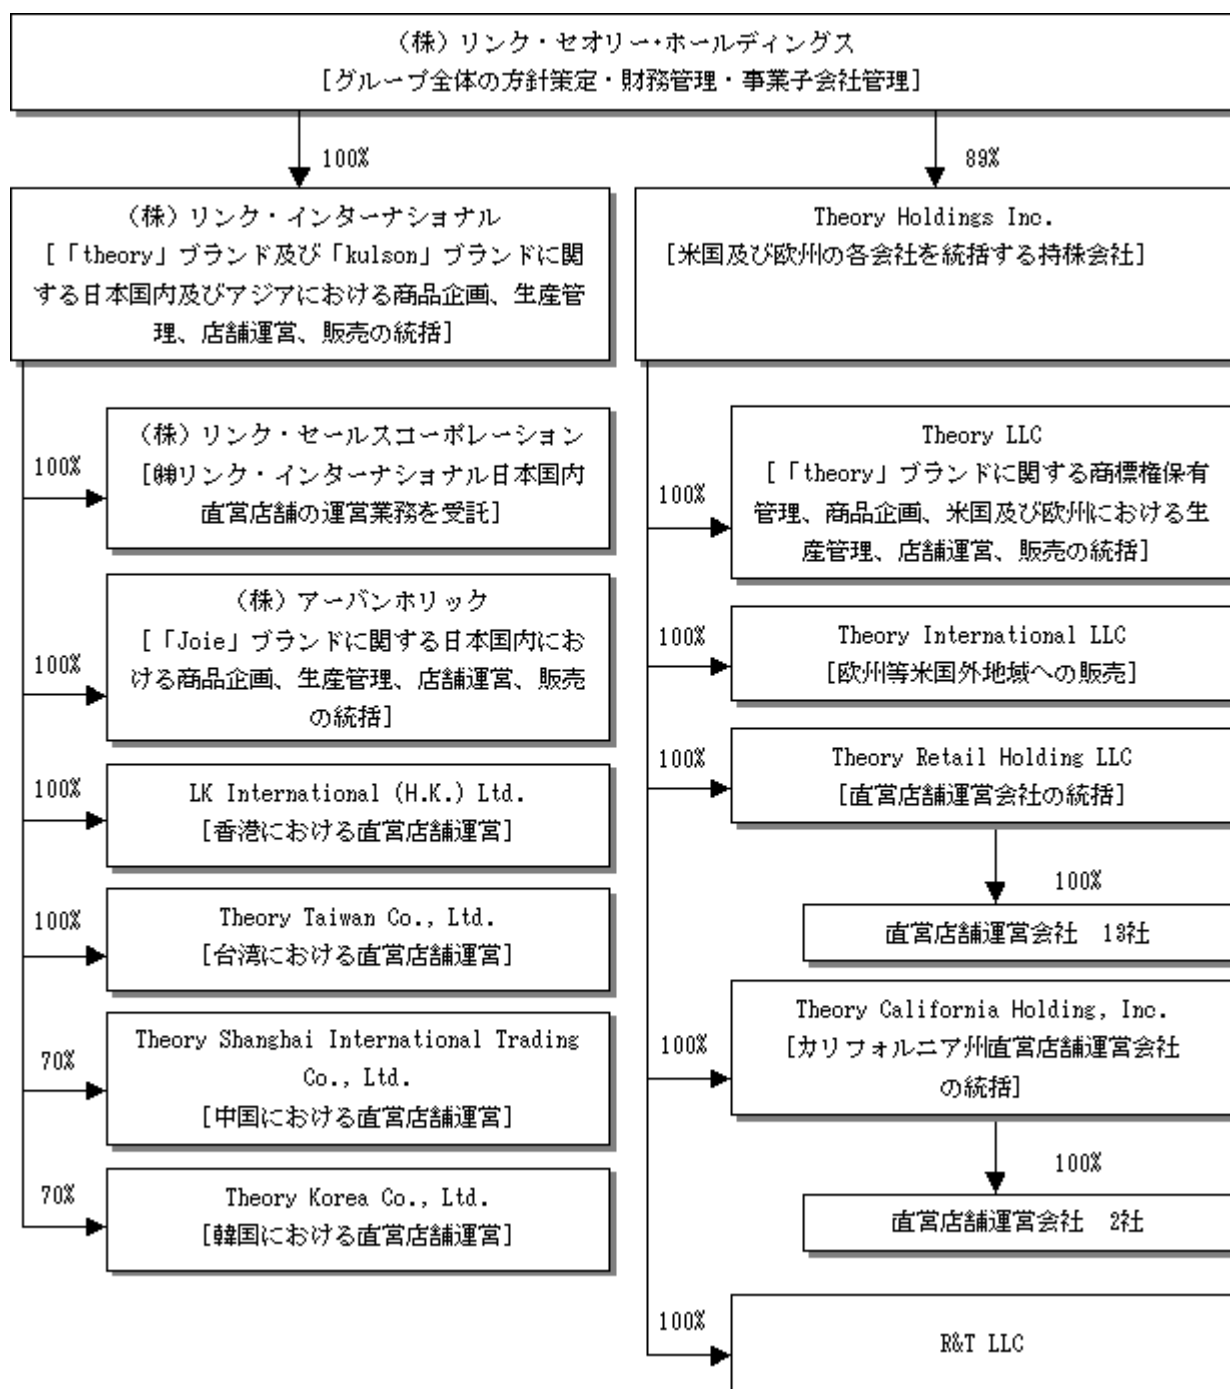 （株）リンク・セオリー・ホールディングス
［グループ全体の方針策定・財務管理・事業子会社管理］
100%
89%
（株）リンク・インターナショナル
［「theory」ブランド及び「kulson」ブランドに関
する日本国内及びアジアにおける商品企画、生産管
理、店舗運営、販売の統括］
100%
（株）リンク・セールスコーポレーション
［㈱リンク・インターナショナル日本国内
直営店舗の運営業務を受託］
100%
（株）アーバンホリック
［「Joie」ブランドに関する日本国内にお
ける商品企画、生産管理、店舗運営、販売
の統括］
100%
LK International (H.K.) Ltd.
［香港における直営店舗運営］
100%
Theory Taiwan Co., Ltd.
［台湾における直営店舗運営］
70%
Theory Shanghai International Trading
Co., Ltd.
［中国における直営店舗運営］
70%
Theory Korea Co., Ltd.
［韓国における直営店舗運営］
Theory Holdings Inc.
［米国及び欧州の各会社を統括する持株会社］
100%
Theory LLC
［「theory」ブランドに関する商標権保有
管理、商品企画、米国及び欧州における生
産管理、店舗運営、販売の統括］
100%
Theory International LLC
［欧州等米国外地域への販売］
100%
Theory Retail Holding LLC
［直営店舗運営会社の統括］
100%
直営店舗運営会社　13社
100%
Theory California Holding, Inc.
［カリフォルニア州直営店舗運営会社
の統括］
100%
直営店舗運営会社　2社
100%
R&T LLC